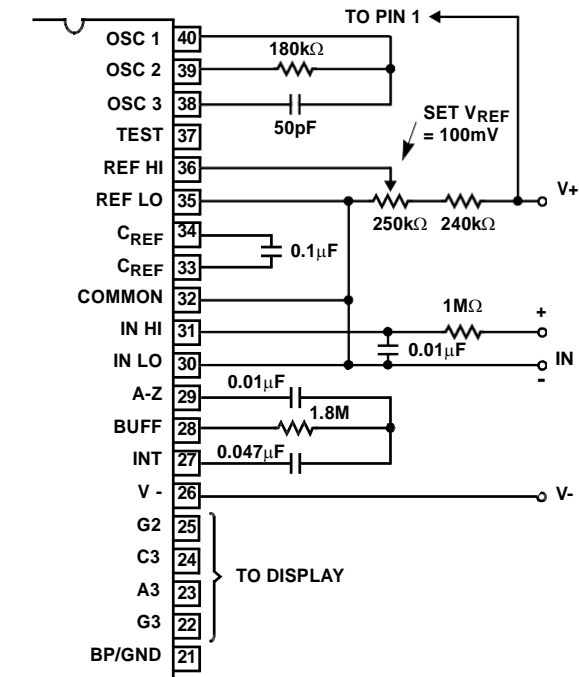 TO PIN 1
OSC 1 40
180kΩ
OSC 2 39
OSC 3 38
50pF
TEST 37
SET VREF
= 100mV
REF HI 36
REF LO 35
V+
250kΩ 240kΩ
CREF 34
0.1µF
CREF 33
COMMON 32
1MΩ
+
IN HI 31
0.01µF
IN
IN LO 30
-
0.01µF
A-Z 29
1.8M
BUFF 28
0.047µF
INT 27
V - 26
V-
G2 25
C3 24
TO DISPLAY
A3 23
G3 22
BP/GND 21